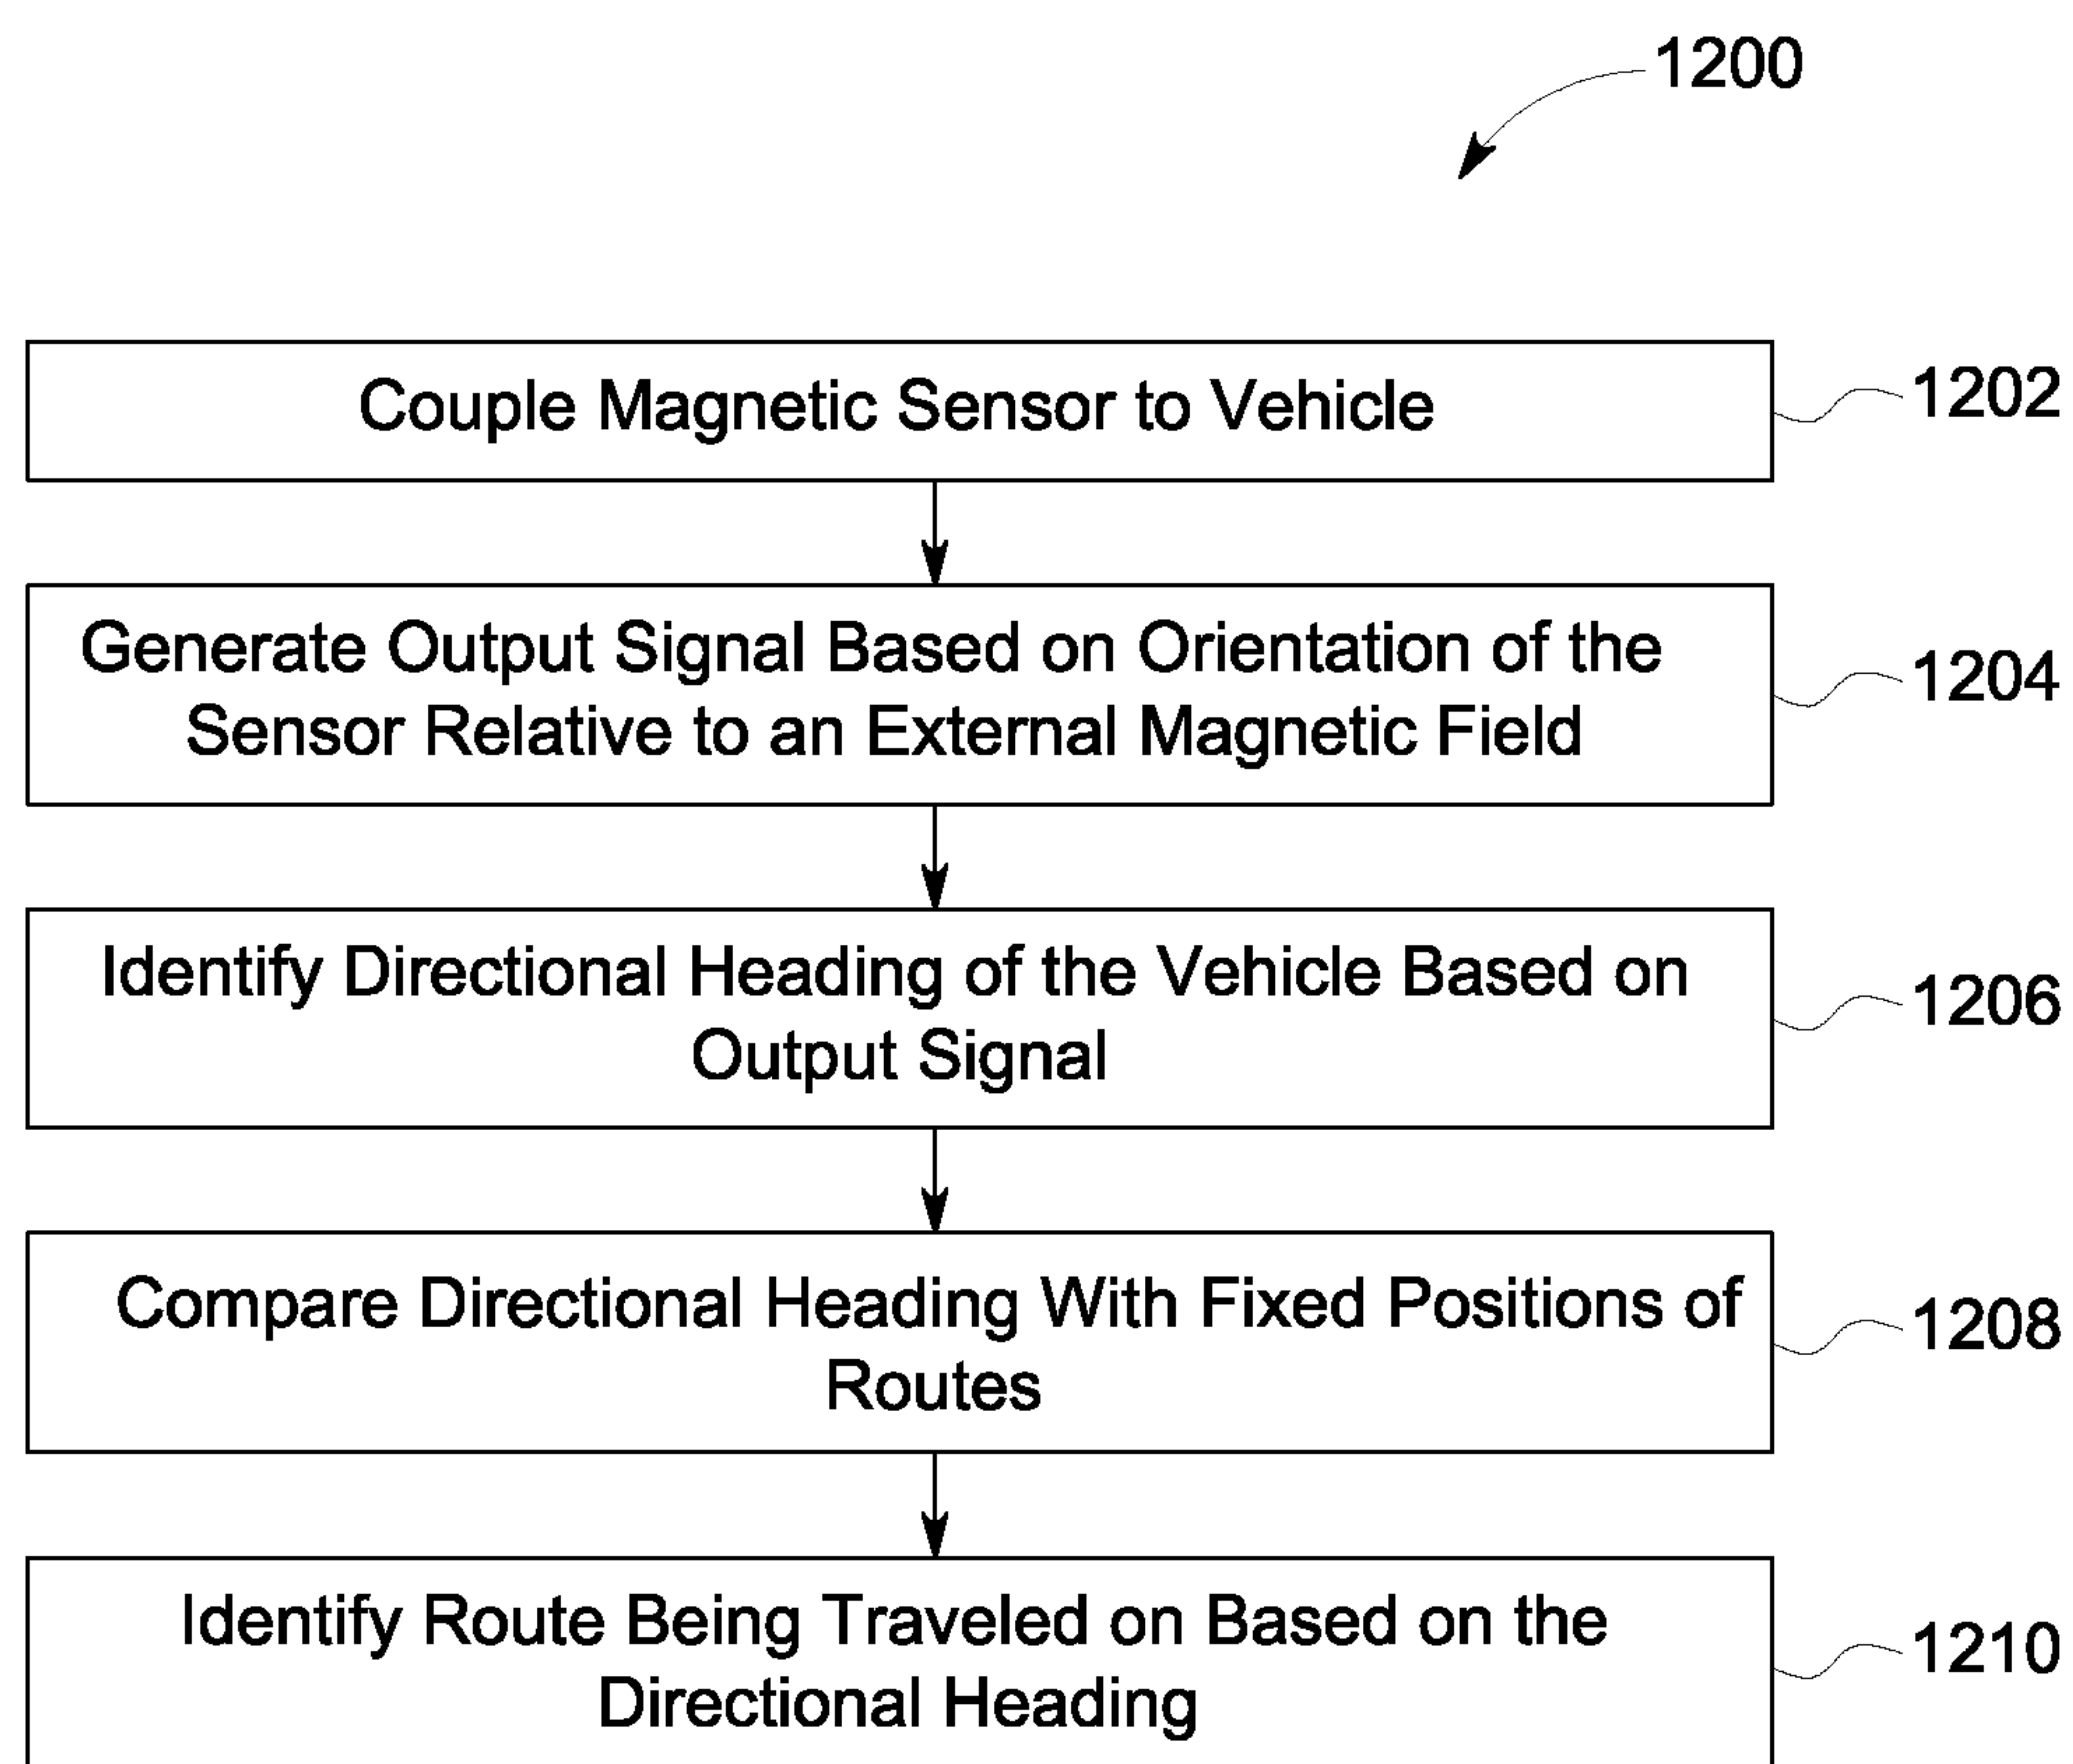 1200
Couple Magnetic Sensor to Vehicle
1202
Generate Output Signal Based on Orientation of the
Sensor Relative to an External Magnetic Field
1204
Identify Directional Heading of the Vehicle Based on
Output Signal
1206
Compare Directional Heading With Fixed Positions of
Routes
1208
Identify Route Being Traveled on Based on the
Directional Heading
1210